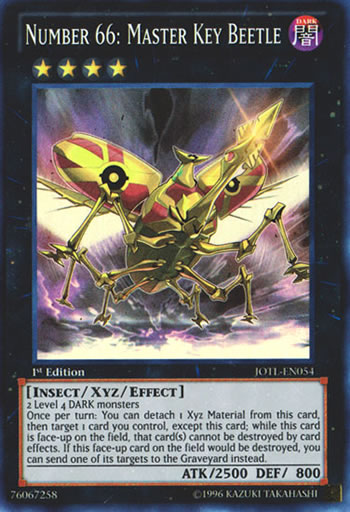 NUMBER 66: MASTER KEY BEETLE
DARK
闇
1st Edition
JOTL-EN054
[INSECT/XYZ/EFFECT]
2 Level 4 DARK monsters
Once per turn: You can detach 1 Xyz Material from this card,
then target 1 card you control, except this card; while this card
is face-up on the field, that card(s) cannot be destroyed by card
effects. If this face-up card on the field would be destroyed, you
can send one of its targets to the Graveyard instead.
ATK/2500 DEF/ 800
76067258
©1996 KAZUKI TAKAHASHI